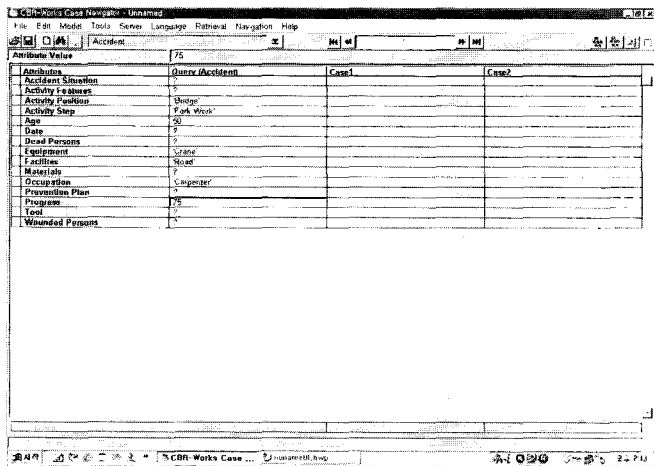 CBR-Works Case Navigator - Unnamed
File Edit Model Tools Server Language Retrieval Navigation Help
Accident
Attribute Value 75
Attributes Query (Accident) Case1 Case2
Accident Situation ?
Activity Features ?
Activity Position 'Bridge'
Activity Step 'Fork Work'
Age 50
Date ?
Dead Persons ?
Equipment 'Crane'
Facilities 'Road'
Materials ?
Occupation 'Carpenter'
Prevention Plan ?
Progress 75
Tool ?
Wounded Persons
CBR-Works Case ...